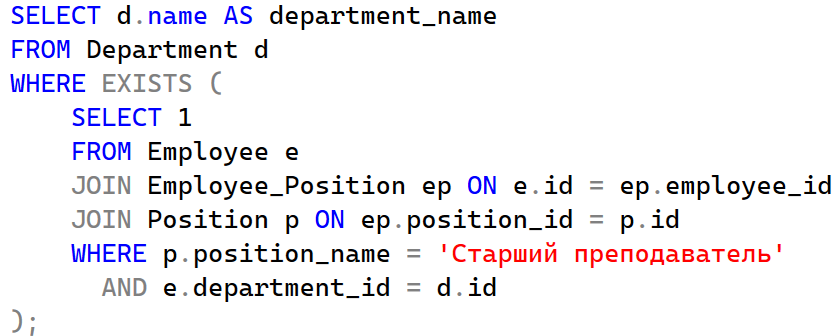 SELECT d.name AS department_name
FROM Department d
WHERE EXISTS (
    SELECT 1
    FROM Employee e
    JOIN Employee_Position ep ON e.id = ep.employee_id
    JOIN Position p ON ep.position_id = p.id
    WHERE p.position_name = 'Старший преподаватель'
      AND e.department_id = d.id
);